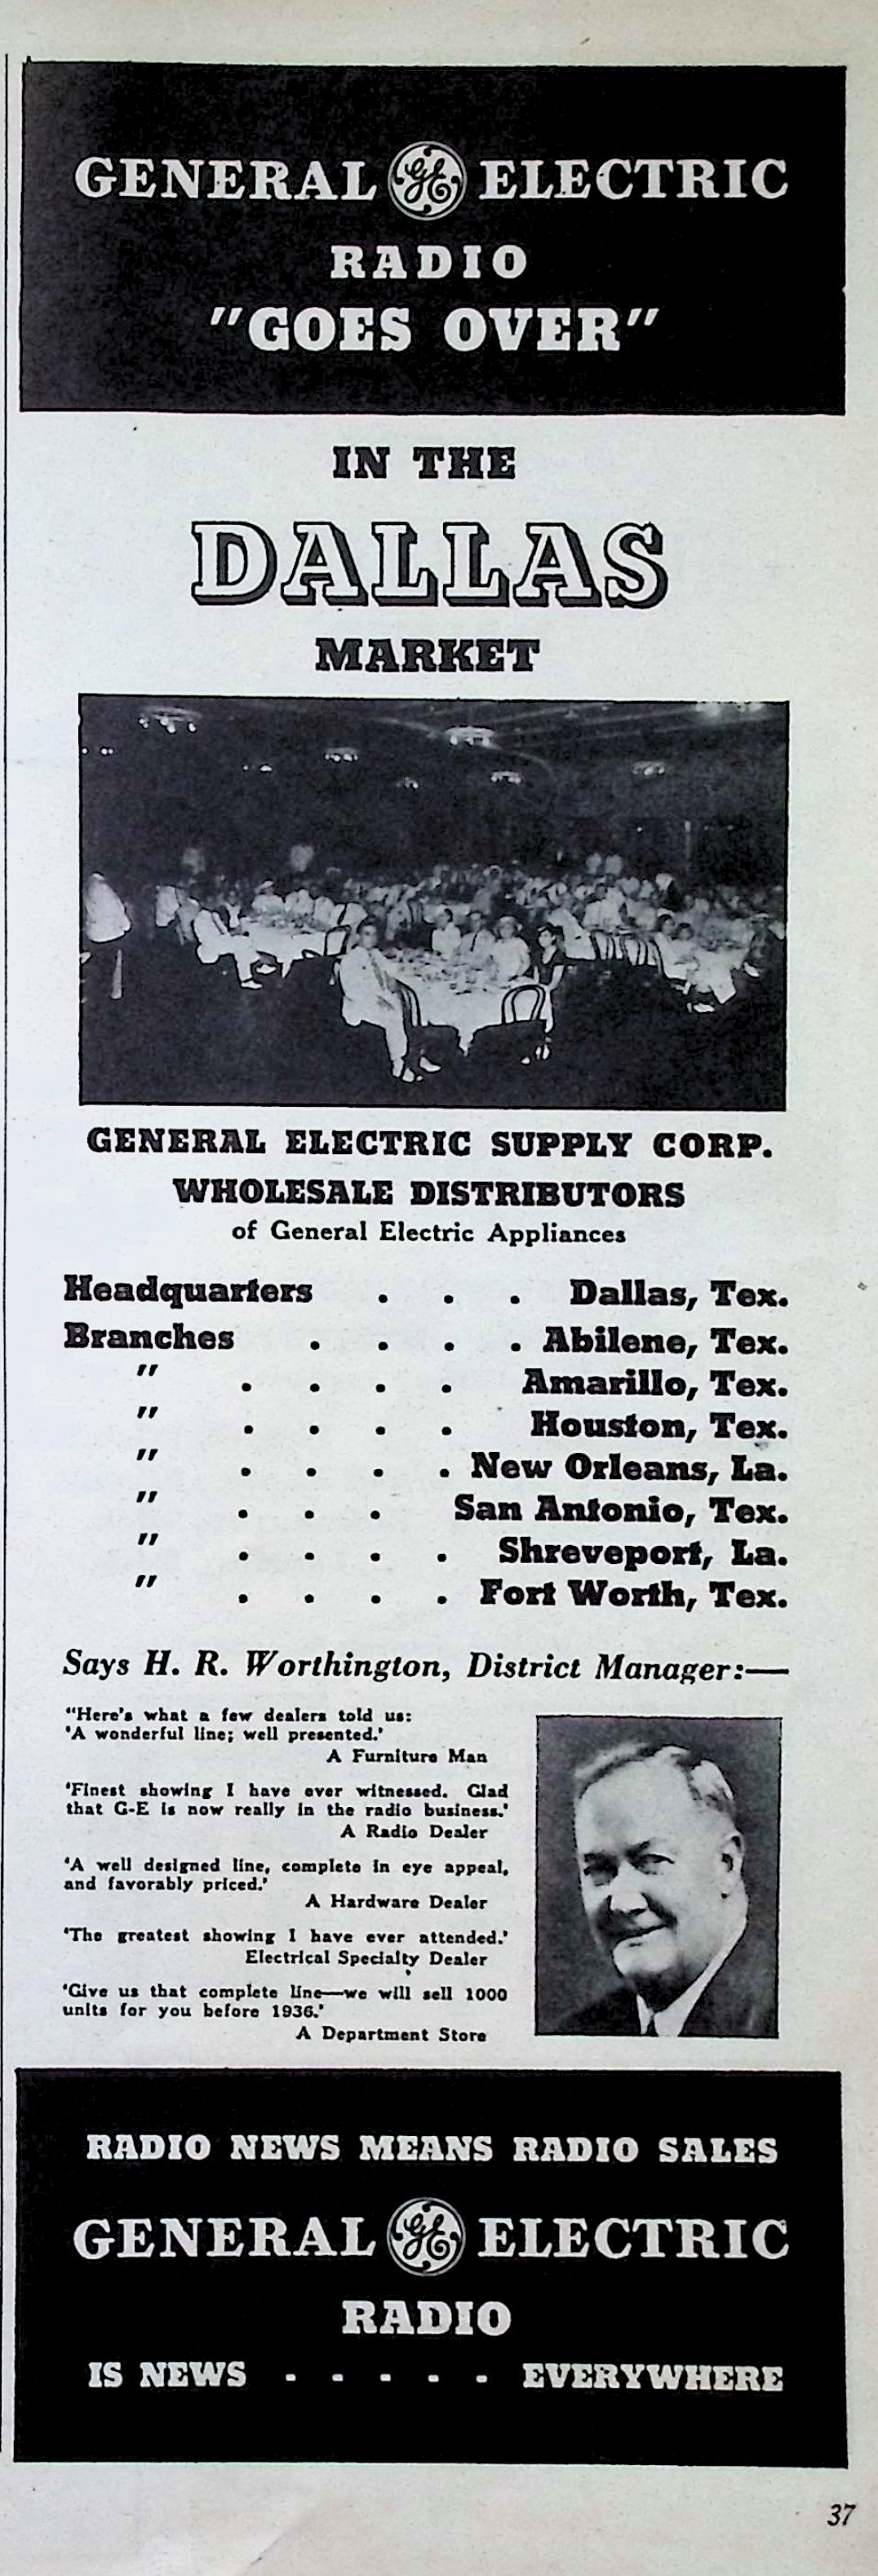 GENERAL GE ELECTRIC
RADIO
"GOES OVER"
IN THE
DALLAS
MARKET
GENERAL ELECTRIC SUPPLY CORP.
WHOLESALE DISTRIBUTORS
of General Electric Appliances
Headquarters . . . Dallas, Tex.
Branches . . . . Abilene, Tex.
" . . . . Amarillo, Tex.
" . . . . Houston, Tex.
" . . . . New Orleans, La.
" . . . San Antonio, Tex.
" . . . . Shreveport, La.
" . . . . Fort Worth, Tex.
Says H. R. Worthington, District Manager:—
"Here's what a few dealers told us:
'A wonderful line; well presented.'
A Furniture Man
'Finest showing I have ever witnessed. Glad
that G-E is now really in the radio business.'
A Radio Dealer
'A well designed line, complete in eye appeal,
and favorably priced.'
A Hardware Dealer
'The greatest showing I have ever attended.'
Electrical Specialty Dealer
'Give us that complete line—we will sell 1000
units for you before 1936.'
A Department Store
RADIO NEWS MEANS RADIO SALES
GENERAL GE ELECTRIC
RADIO
IS NEWS - - - - - EVERYWHERE
37